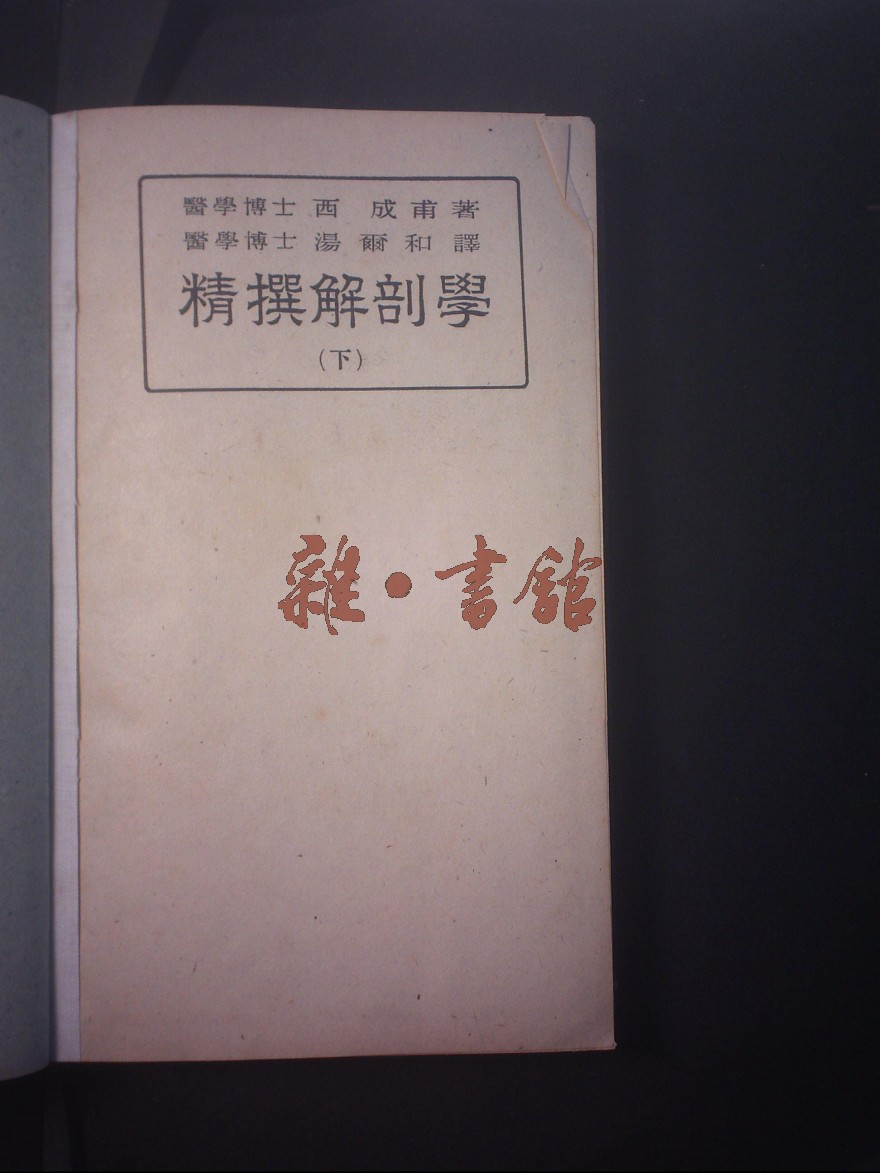 醫學博士 西 成甫 著
醫學博士 湯爾和 譯
精撰解剖學
(下)
雜·書館